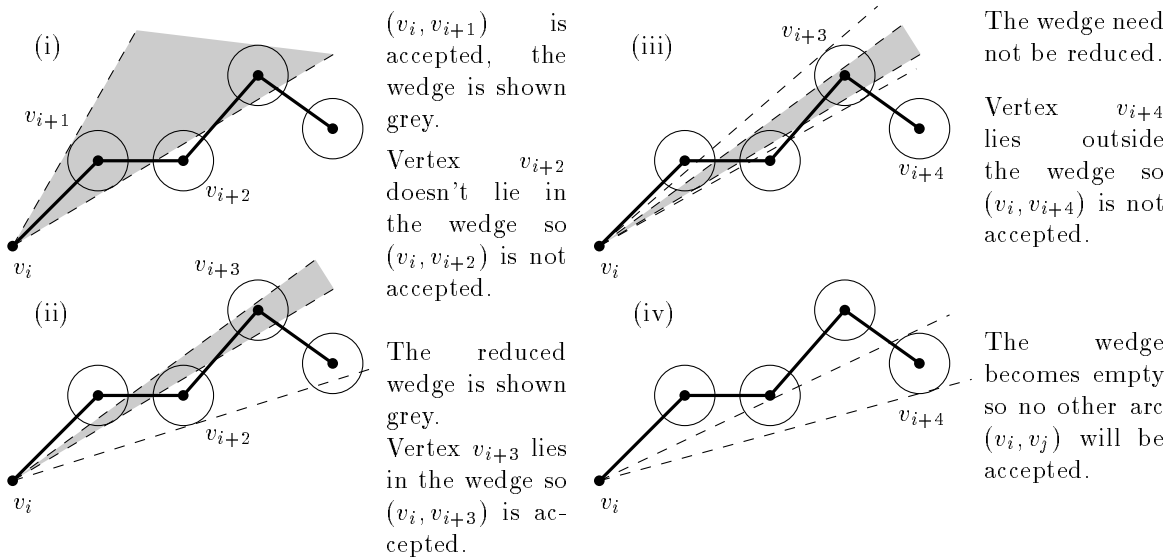 (i)
v_{i+1}
v_{i+2}
v_i
(v_i, v_{i+1}) is
accepted, the
wedge is shown
grey.
Vertex v_{i+2}
doesn't lie in
the wedge so
(v_i, v_{i+2}) is not
accepted.
(ii)
v_{i+3}
v_{i+2}
v_i
The reduced
wedge is shown
grey.
Vertex v_{i+3} lies
in the wedge so
(v_i, v_{i+3}) is ac-
cepted.
(iii)
v_{i+3}
v_{i+4}
v_i
The wedge need
not be reduced.
Vertex v_{i+4}
lies outside
the wedge so
(v_i, v_{i+4}) is not
accepted.
(iv)
v_{i+4}
v_i
The wedge
becomes empty
so no other arc
(v_i, v_j) will be
accepted.